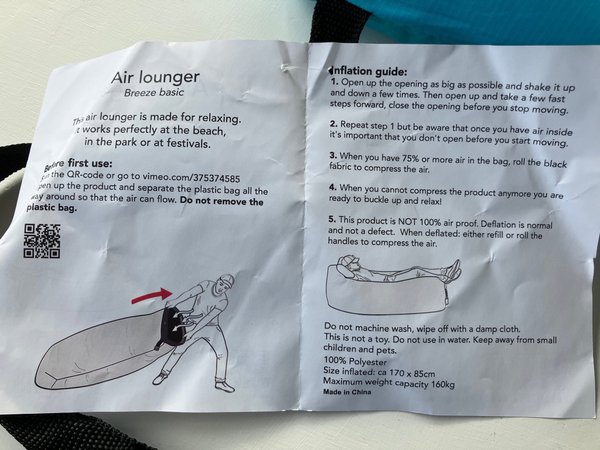 Air lounger
Breeze basic
This air lounger is made for relaxing.
It works perfectly at the beach,
in the park or at festivals.
Before first use:
the QR-code or go to vimeo.com/375374585
pen up the product and separate the plastic bag all the
way around so that the air can flow. Do not remove the
plastic bag.
Inflation guide:
1. Open up the opening as big as possible and shake it up
and down a few times. Then open up and take a few fast
steps forward, close the opening before you stop moving.
2. Repeat step 1 but be aware that once you have air inside
it's important that you don't open before you start moving.
3. When you have 75% or more air in the bag, roll the black
fabric to compress the air.
4. When you cannot compress the product anymore you are
ready to buckle up and relax!
5. This product is NOT 100% air proof. Deflation is normal
and not a defect. When deflated: either refill or roll the
handles to compress the air.
Do not machine wash, wipe off with a damp cloth.
This is not a toy. Do not use in water. Keep away from small
children and pets.
100% Polyester
Size inflated: ca 170 x 85cm
Maximum weight capacity 160kg
Made in China